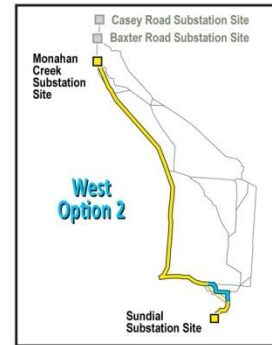 Casey Road Substation Site
Baxter Road Substation Site
Monahan
Creek
Substation
Site
West
Option 2
Sundial
Substation Site